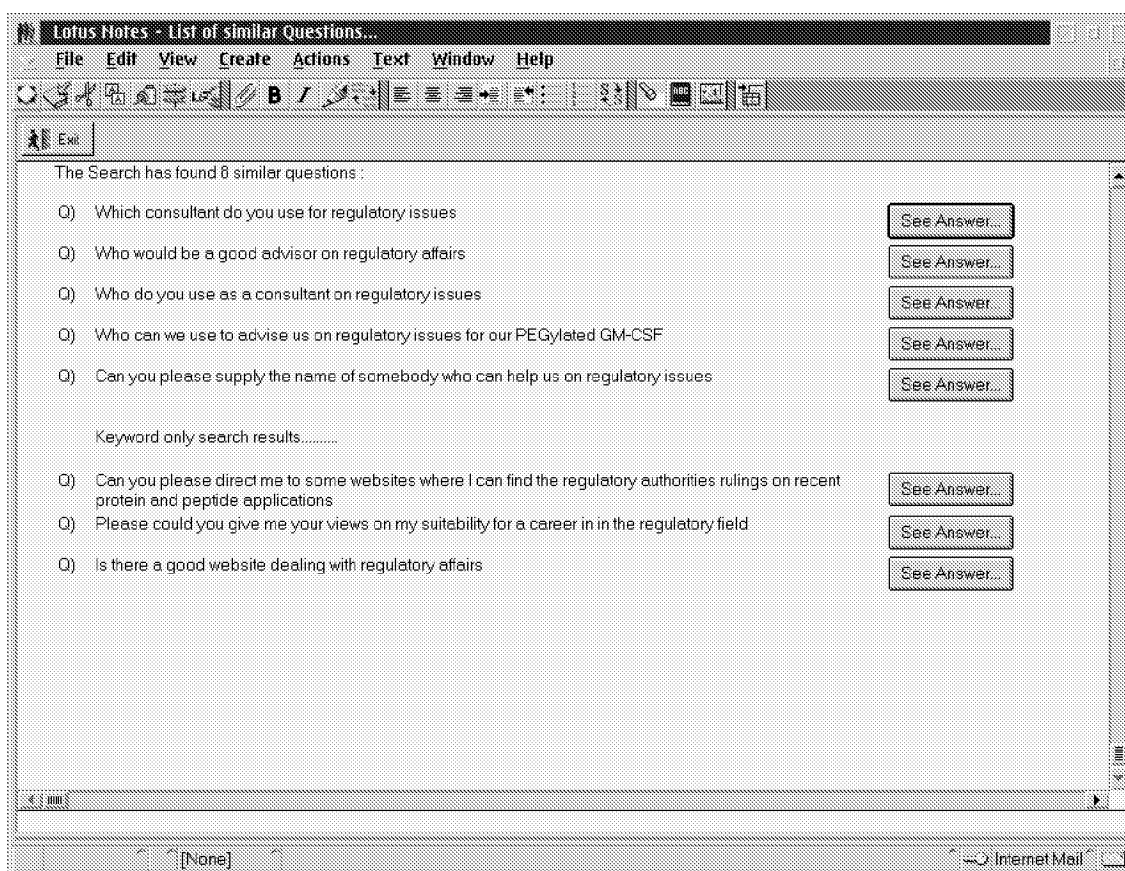 Lotus Notes - List of similar Questions...
File Edit View Create Actions Text Window Help
Exit
The Search has found 8 similar questions :
Q) Which consultant do you use for regulatory issues
See Answer...
Q) Who would be a good advisor on regulatory affairs
See Answer...
Q) Who do you use as a consultant on regulatory issues
See Answer...
Q) Who can we use to advise us on regulatory issues for our PEGylated GM-CSF
See Answer...
Q) Can you please supply the name of somebody who can help us on regulatory issues
See Answer...
Keyword only search results.........
Q) Can you please direct me to some websites where I can find the regulatory authorities rulings on recent
protein and peptide applications
See Answer...
Q) Please could you give me your views on my suitability for a career in in the regulatory field
See Answer...
Q) Is there a good website dealing with regulatory affairs
See Answer...
[None]
Internet Mail